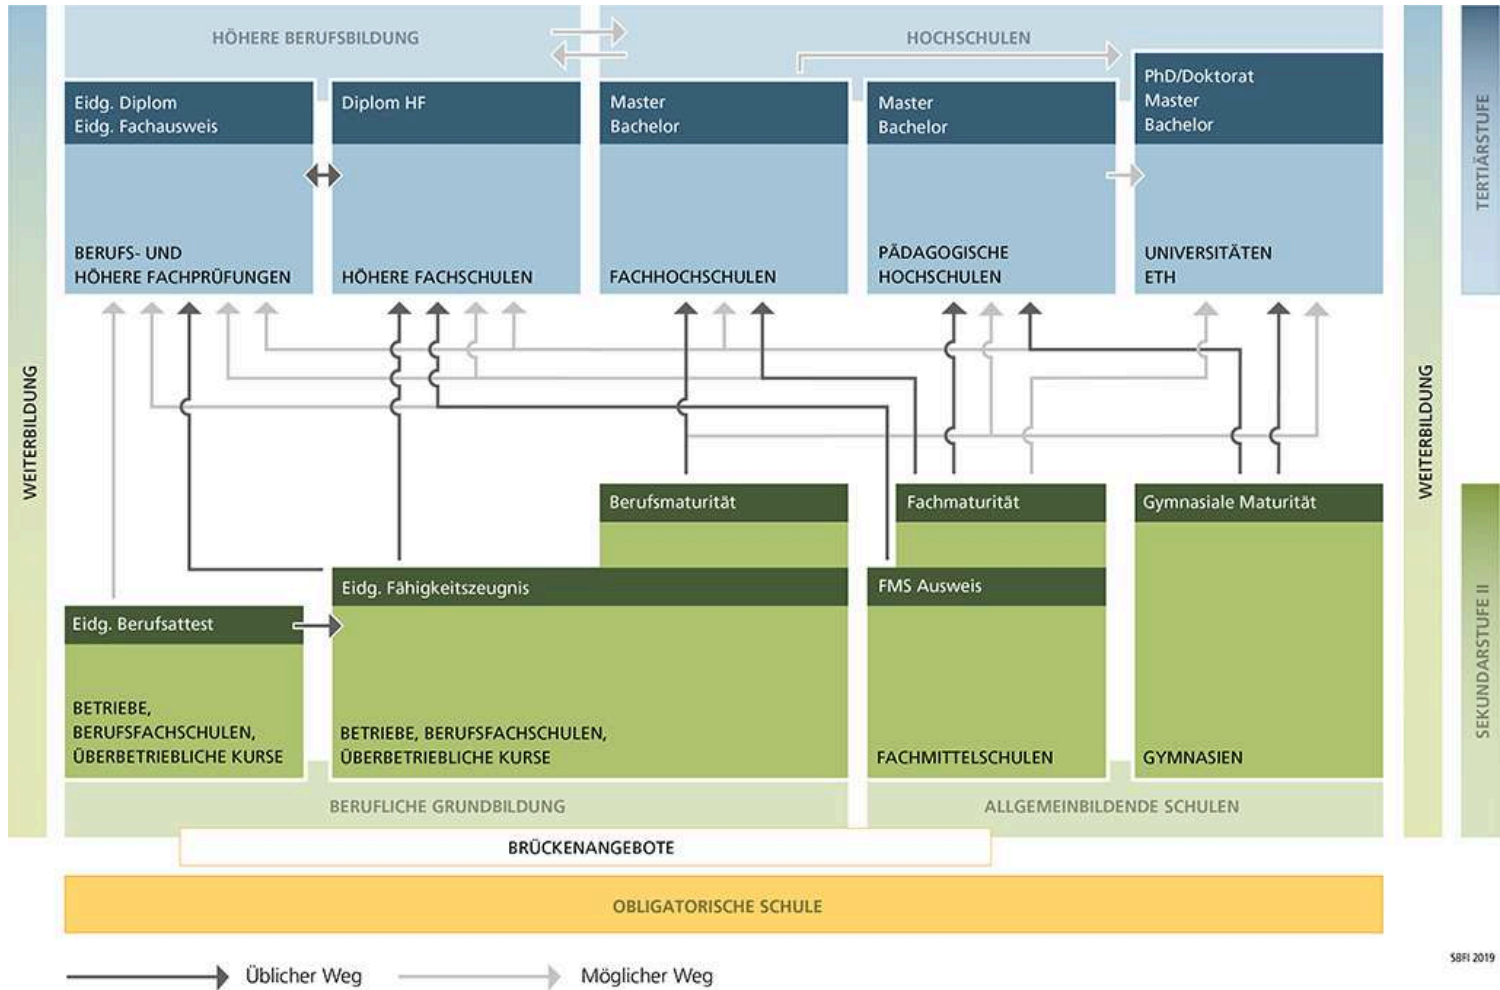 HÖHERE BERUFSBILDUNG
HOCHSCHULEN
Eidg. Diplom
Eidg. Fachausweis
Diplom HF
Master
Bachelor
Master
Bachelor
PhD/Doktorat
Master
Bachelor
BERUFS- UND
HÖHERE FACHPRÜFUNGEN
HÖHERE FACHSCHULEN
FACHHOCHSCHULEN
PÄDAGOGISCHE
HOCHSCHULEN
UNIVERSITÄTEN
ETH
TERTIÄRSTUFE
WEITERBILDUNG
WEITERBILDUNG
Berufsmaturität
Fachmaturität
Gymnasiale Maturität
Eidg. Fähigkeitszeugnis
FMS Ausweis
Eidg. Berufsattest
BETRIEBE,
BERUFSFACHSCHULEN,
ÜBERBETRIEBLICHE KURSE
BETRIEBE, BERUFSFACHSCHULEN,
ÜBERBETRIEBLICHE KURSE
FACHMITTELSCHULEN
GYMNASIEN
SEKUNDARSTUFE II
BERUFLICHE GRUNDBILDUNG
ALLGEMEINBILDENDE SCHULEN
BRÜCKENANGEBOTE
OBLIGATORISCHE SCHULE
Üblicher Weg
Möglicher Weg
SBFI 2019